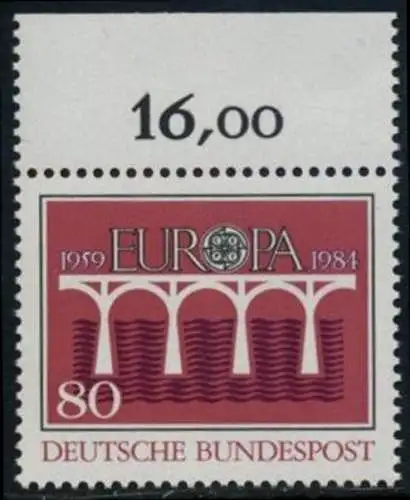 16,00
1959 EUROPA 1984
80
DEUTSCHE BUNDESPOST